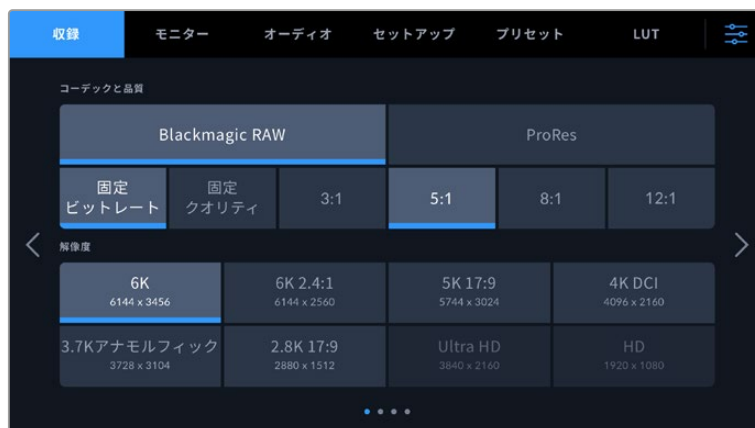 収録 モニター オーディオ セットアップ プリセット LUT
コーデックと品質
Blackmagic RAW ProRes
固定 固定
ビットレート クオリティ 3:1 5:1 8:1 12:1
解像度
6K 6K 2.4:1 5K 17:9 4K DCI
6144 x 3456 6144 x 2560 5744 x 3024 4096 x 2160
3.7Kアナモルフィック 2.8K 17:9 Ultra HD HD
3728 x 3104 2880 x 1512 3840 x 2160 1920 x 1080